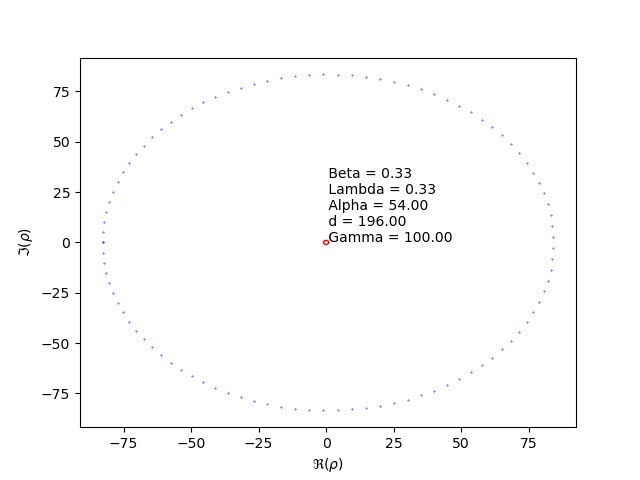 75
50
25
0
−25
−50
−75
ℑ(ρ)
Beta = 0.33
Lambda = 0.33
Alpha = 54.00
d = 196.00
Gamma = 100.00
−75 −50 −25 0 25 50 75
ℜ(ρ)